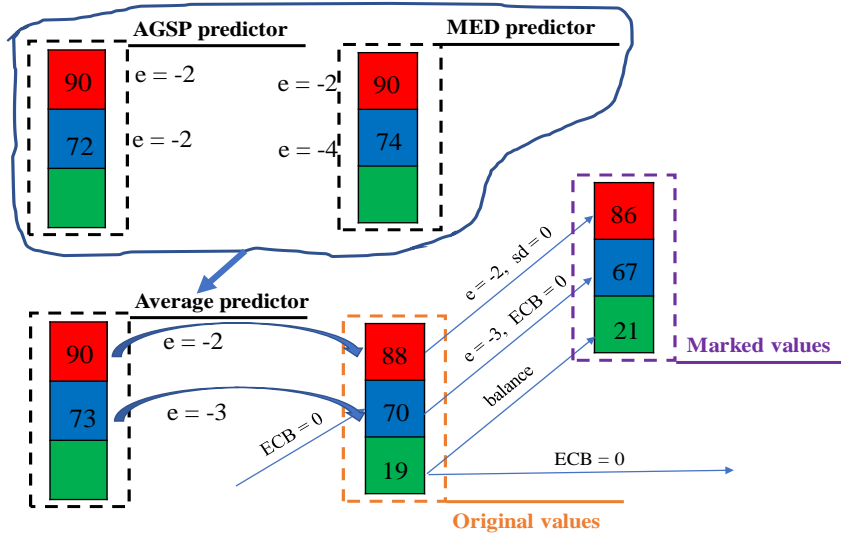 AGSP predictor
MED predictor
90
e = -2
72
e = -2
e = -2
90
e = -4
74
86
67
21
Marked values
e = -2, sd = 0
e = -3, ECB = 0
balance
Average predictor
90
e = -2
73
e = -3
88
70
19
ECB = 0
ECB = 0
Original values